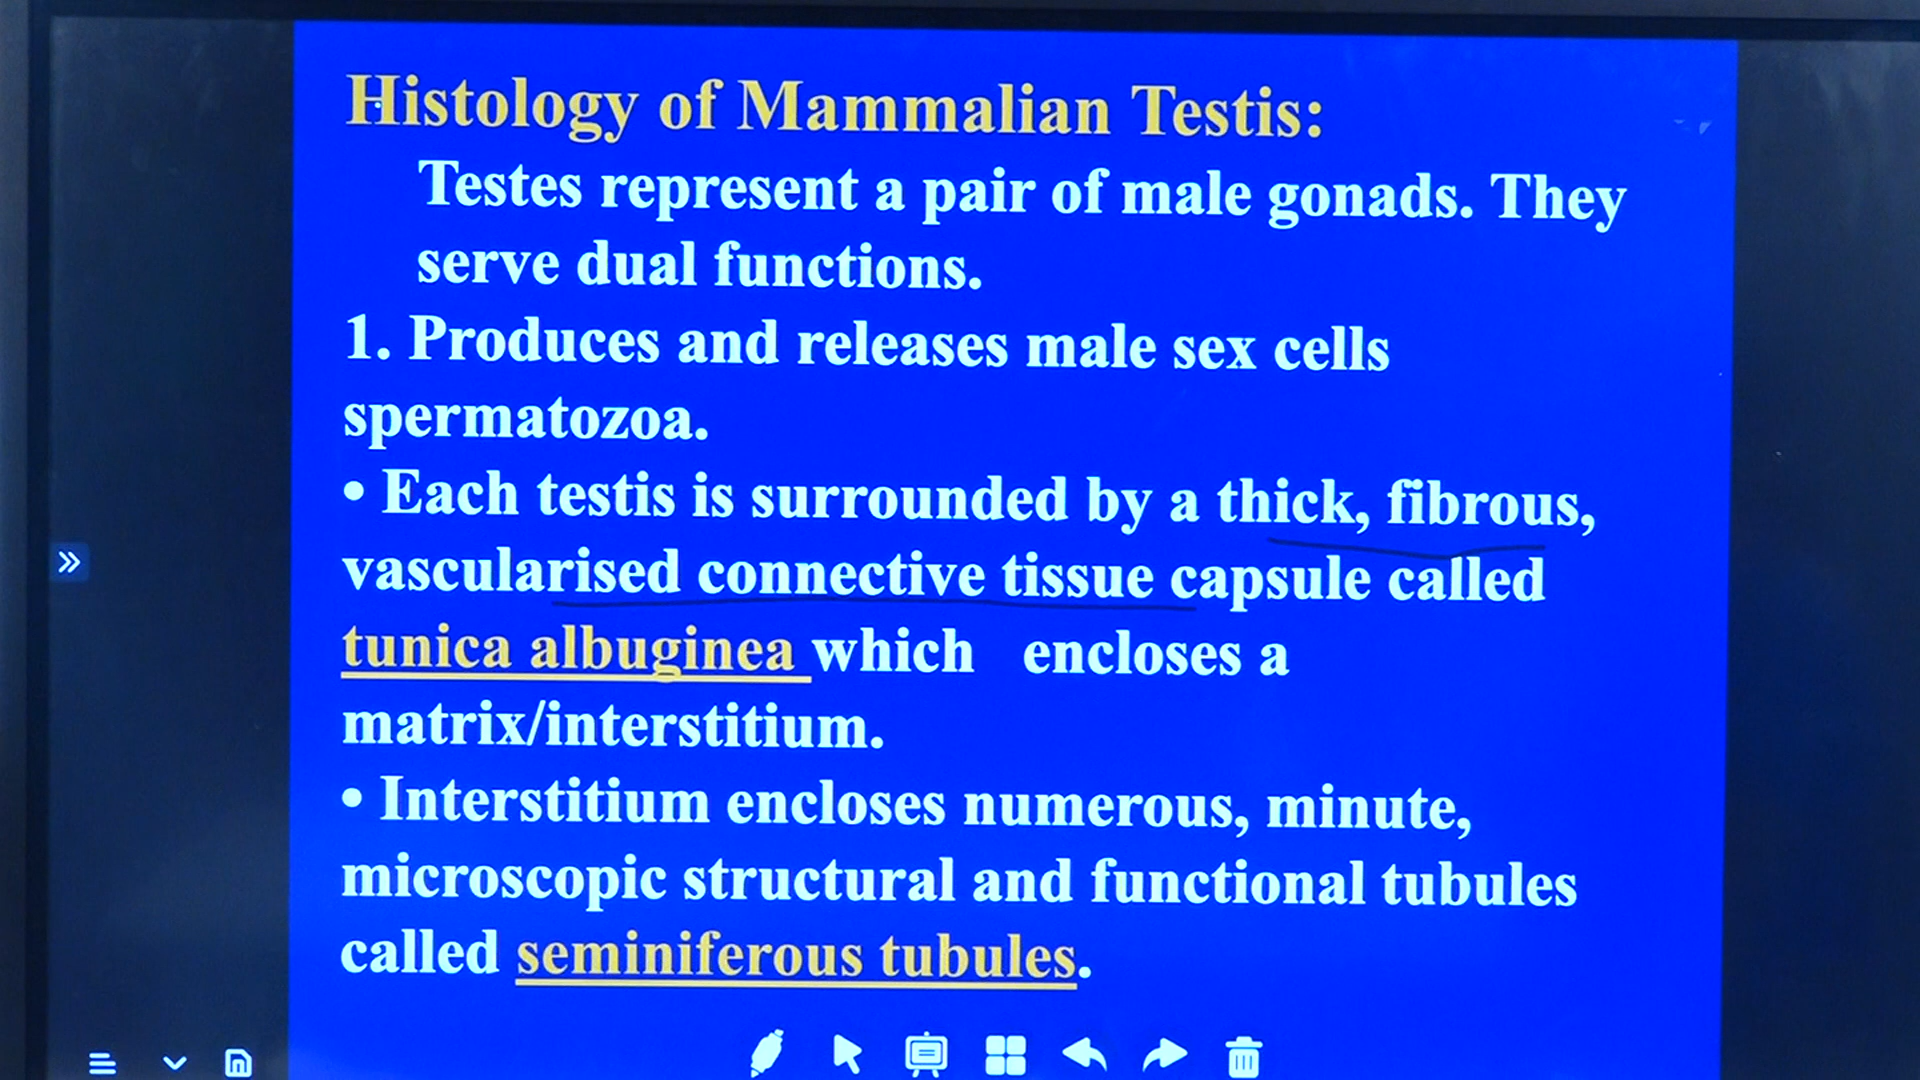 Histology of Mammalian Testis:
Testes represent a pair of male gonads. They
serve dual functions.
1. Produces and releases male sex cells
spermatozoa.
• Each testis is surrounded by a thick, fibrous,
vascularised connective tissue capsule called
tunica albuginea which encloses a
matrix/interstitium.
• Interstitium encloses numerous, minute,
microscopic structural and functional tubules
called seminiferous tubules.